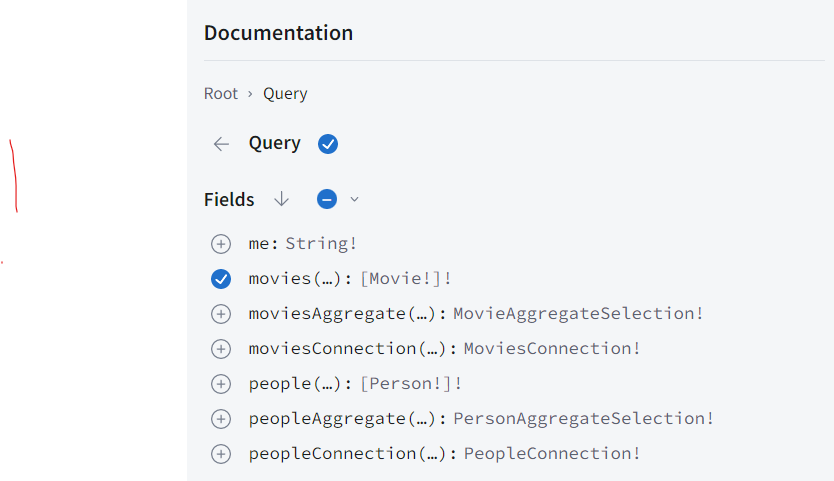 Documentation
Root › Query
← Query
Fields ↓
me: String!
movies(…): [Movie!]!
moviesAggregate(…): MovieAggregateSelection!
moviesConnection(…): MoviesConnection!
people(…): [Person!]!
peopleAggregate(…): PersonAggregateSelection!
peopleConnection(…): PeopleConnection!